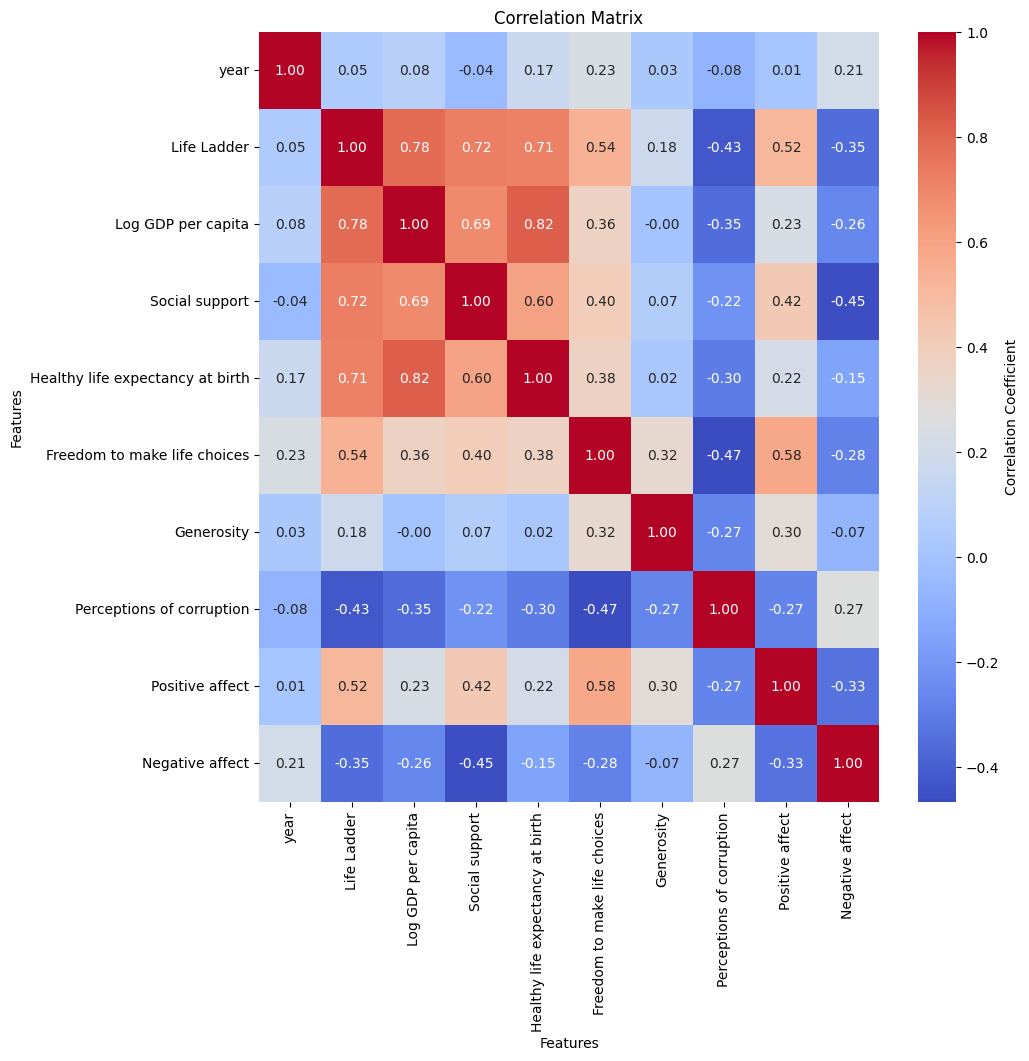 Correlation Matrix
year 1.00 0.05 0.08 -0.04 0.17 0.23 0.03 -0.08 0.01 0.21
Life Ladder 0.05 1.00 0.78 0.72 0.71 0.54 0.18 -0.43 0.52 -0.35
Log GDP per capita 0.08 0.78 1.00 0.69 0.82 0.36 -0.00 -0.35 0.23 -0.26
Social support -0.04 0.72 0.69 1.00 0.60 0.40 0.07 -0.22 0.42 -0.45
Healthy life expectancy at birth 0.17 0.71 0.82 0.60 1.00 0.38 0.02 -0.30 0.22 -0.15
Freedom to make life choices 0.23 0.54 0.36 0.40 0.38 1.00 0.32 -0.47 0.58 -0.28
Generosity 0.03 0.18 -0.00 0.07 0.02 0.32 1.00 -0.27 0.30 -0.07
Perceptions of corruption -0.08 -0.43 -0.35 -0.22 -0.30 -0.47 -0.27 1.00 -0.27 0.27
Positive affect 0.01 0.52 0.23 0.42 0.22 0.58 0.30 -0.27 1.00 -0.33
Negative affect 0.21 -0.35 -0.26 -0.45 -0.15 -0.28 -0.07 0.27 -0.33 1.00
Features
year
Life Ladder
Log GDP per capita
Social support
Healthy life expectancy at birth
Freedom to make life choices
Generosity
Perceptions of corruption
Positive affect
Negative affect
Features
1.0
0.8
0.6
0.4
0.2
0.0
−0.2
−0.4
Correlation Coefficient